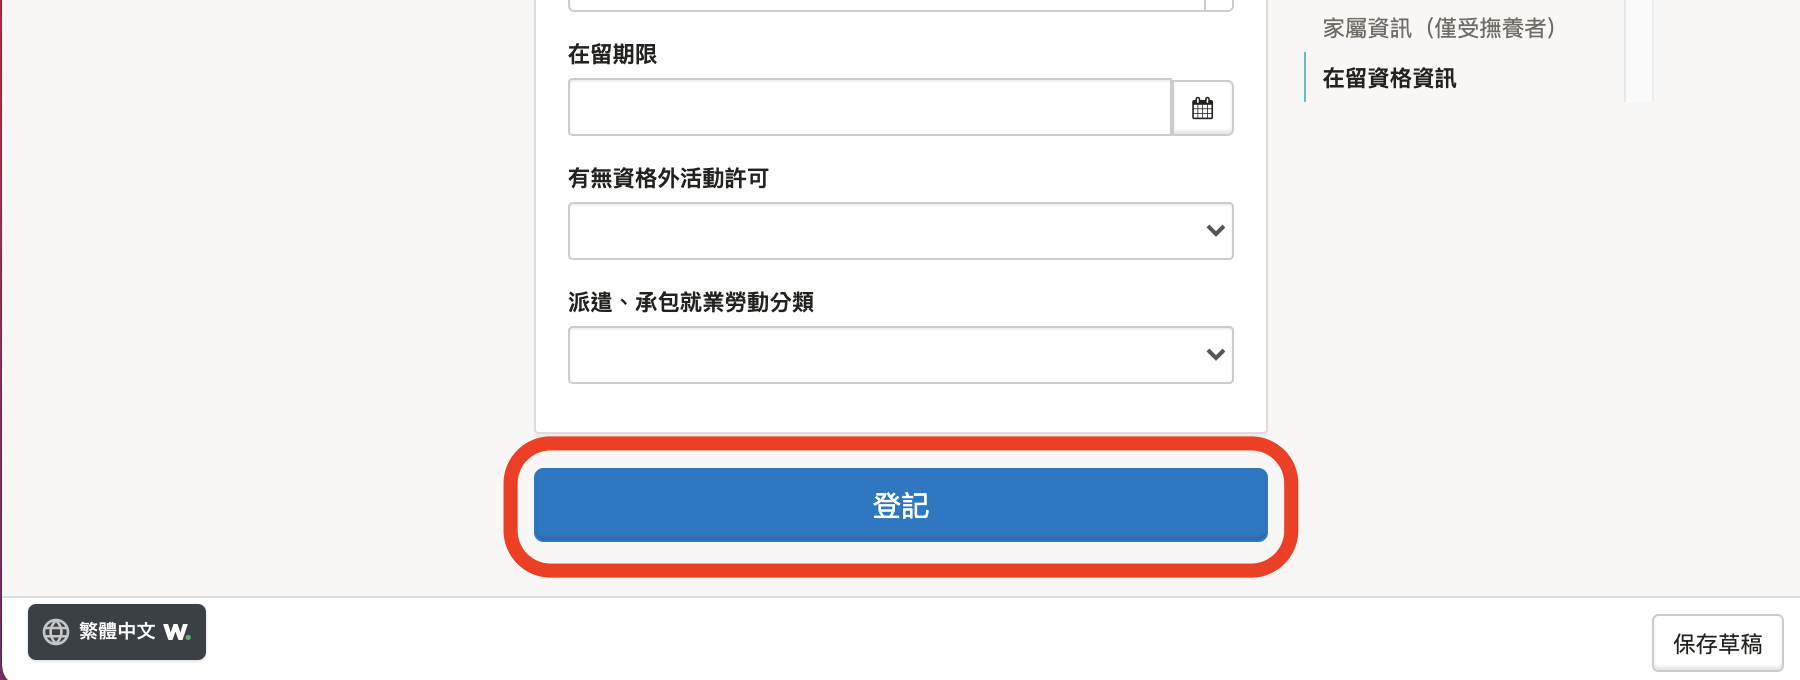 家屬資訊（僅受撫養者）
在留資格資訊
在留期限
有無資格外活動許可
派遣、承包就業勞動分類
登記
繁體中文 W.
保存草稿